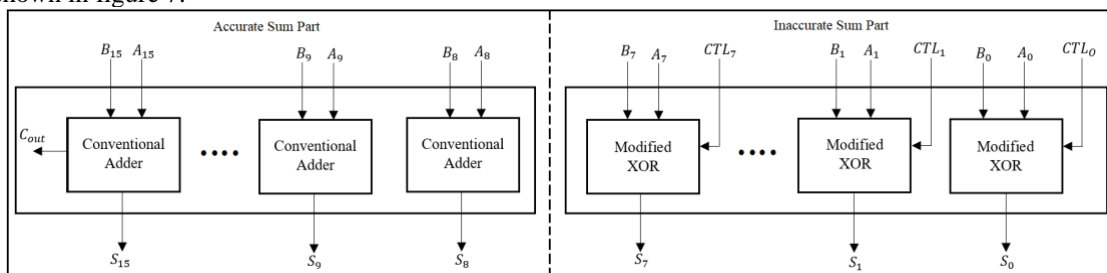 shown in figure 7.
Accurate Sum Part
Inaccurate Sum Part
B15 A15 B9 A9 B8 A8 B7 A7 CTL7 B1 A1 CTL1 B0 A0 CTLO
Cout
Conventional Adder
....
Conventional Adder
Conventional Adder
Modified XOR
....
Modified XOR
Modified XOR
S15 S9 S8 S7 S1 S0